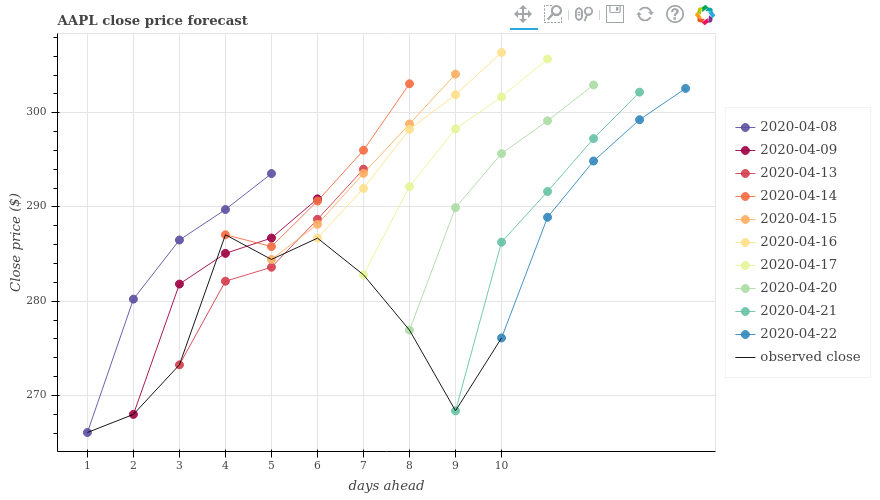 AAPL close price forecast
Close price ($)
300
290
280
270
1 2 3 4 5 6 7 8 9 10
days ahead
2020-04-08
2020-04-09
2020-04-13
2020-04-14
2020-04-15
2020-04-16
2020-04-17
2020-04-20
2020-04-21
2020-04-22
observed close